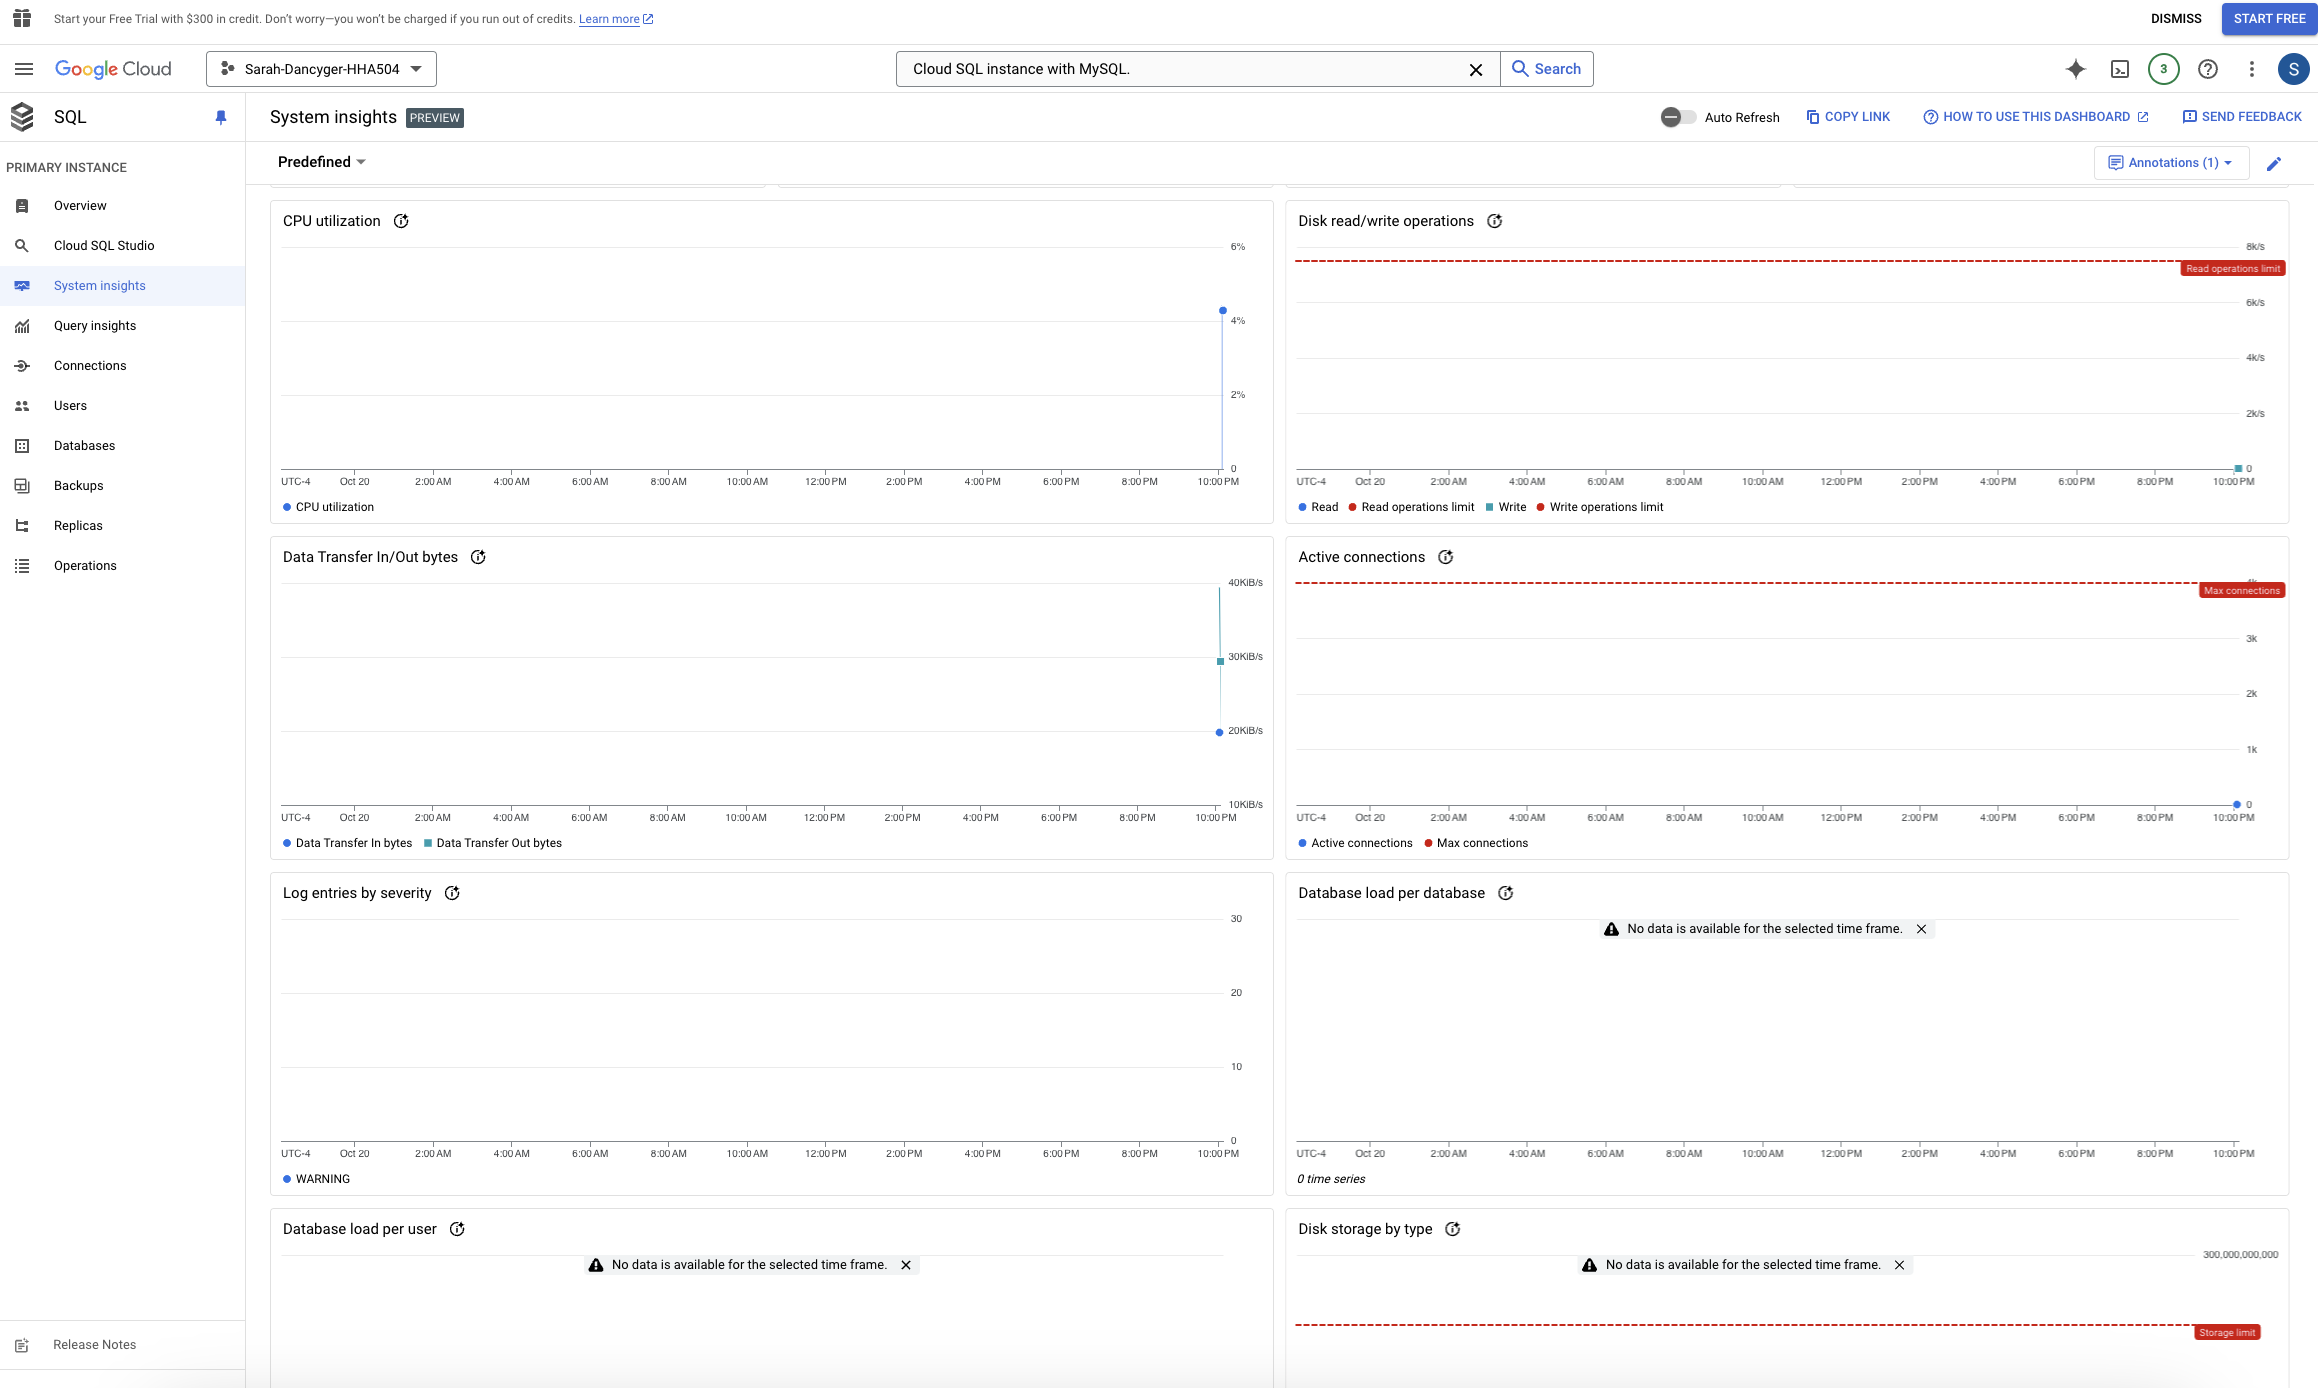 Start your Free Trial with $300 in credit. Don't worry—you won't be charged if you run out of credits. Learn more
DISMISS
START FREE
Google Cloud
Sarah-Dancyger-HHA504
Cloud SQL instance with MySQL.
Search
3
S
SQL
System insights
PREVIEW
Auto Refresh
COPY LINK
HOW TO USE THIS DASHBOARD
SEND FEEDBACK
Predefined
Annotations (1)
PRIMARY INSTANCE
Overview
Cloud SQL Studio
System insights
Query insights
Connections
Users
Databases
Backups
Replicas
Operations
Release Notes
CPU utilization
6%
4%
2%
0
UTC-4 Oct 20 2:00 AM 4:00 AM 6:00 AM 8:00 AM 10:00 AM 12:00 PM 2:00 PM 4:00 PM 6:00 PM 8:00 PM 10:00 PM
CPU utilization
Disk read/write operations
8k/s
Read operations limit
6k/s
4k/s
2k/s
0
UTC-4 Oct 20 2:00 AM 4:00 AM 6:00 AM 8:00 AM 10:00 AM 12:00 PM 2:00 PM 4:00 PM 6:00 PM 8:00 PM 10:00 PM
Read Read operations limit Write Write operations limit
Data Transfer In/Out bytes
40KiB/s
30KiB/s
20KiB/s
10KiB/s
UTC-4 Oct 20 2:00 AM 4:00 AM 6:00 AM 8:00 AM 10:00 AM 12:00 PM 2:00 PM 4:00 PM 6:00 PM 8:00 PM 10:00 PM
Data Transfer In bytes Data Transfer Out bytes
Active connections
Max connections
3k
2k
1k
0
UTC-4 Oct 20 2:00 AM 4:00 AM 6:00 AM 8:00 AM 10:00 AM 12:00 PM 2:00 PM 4:00 PM 6:00 PM 8:00 PM 10:00 PM
Active connections Max connections
Log entries by severity
30
20
10
0
UTC-4 Oct 20 2:00 AM 4:00 AM 6:00 AM 8:00 AM 10:00 AM 12:00 PM 2:00 PM 4:00 PM 6:00 PM 8:00 PM 10:00 PM
WARNING
Database load per database
No data is available for the selected time frame.
UTC-4 Oct 20 2:00 AM 4:00 AM 6:00 AM 8:00 AM 10:00 AM 12:00 PM 2:00 PM 4:00 PM 6:00 PM 8:00 PM 10:00 PM
0 time series
Database load per user
No data is available for the selected time frame.
Disk storage by type
300,000,000,000
No data is available for the selected time frame.
Storage limit